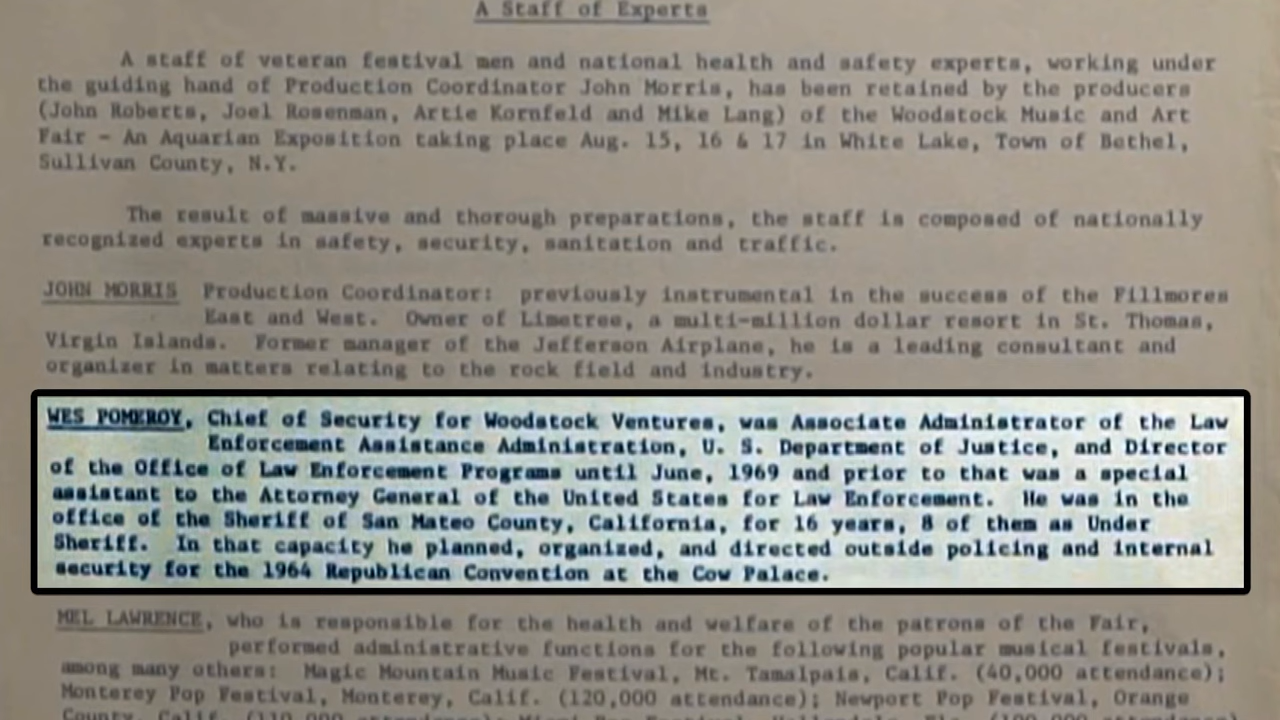 A Staff of Experts
A staff of veteran festival men and national health and safety experts, working under
the guiding hand of Production Coordinator John Morris, has been retained by the producers
(John Roberts, Joel Rosenman, Artie Kornfeld and Mike Lang) of the Woodstock Music and Art
Fair - An Aquarian Exposition taking place Aug. 15, 16 & 17 in White Lake, Town of Bethel,
Sullivan County, N.Y.
The result of massive and thorough preparations, the staff is composed of nationally
recognized experts in safety, security, sanitation and traffic.
JOHN MORRIS Production Coordinator: previously instrumental in the success of the Fillmores
East and West. Owner of Limetree, a multi-million dollar resort in St. Thomas,
Virgin Islands. Former manager of the Jefferson Airplane, he is a leading consultant and
organizer in matters relating to the rock field and industry.
WES POMEROY, Chief of Security for Woodstock Ventures, was Associate Administrator of the Law
Enforcement Assistance Administration, U. S. Department of Justice, and Director
of the Office of Law Enforcement Programs until June, 1969 and prior to that was a special
assistant to the Attorney General of the United States for Law Enforcement. He was in the
office of the Sheriff of San Mateo County, California, for 16 years, 8 of them as Under
Sheriff. In that capacity he planned, organized, and directed outside policing and internal
security for the 1964 Republican Convention at the Cow Palace.
MEL LAWRENCE, who is responsible for the health and welfare of the patrons of the Fair,
performed administrative functions for the following popular musical festivals,
among many others: Magic Mountain Music Festival, Mt. Tamalpais, Calif. (40,000 attendance);
Monterey Pop Festival, Monterey, Calif. (120,000 attendance); Newport Pop Festival, Orange
County, Calif.